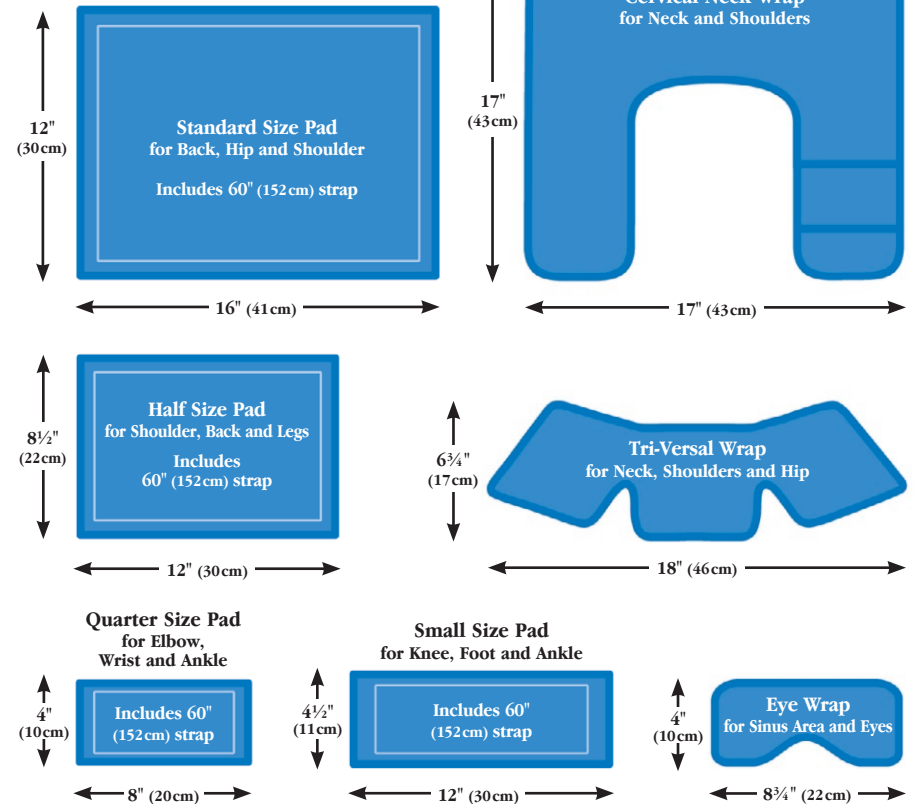 Cervical Neck Wrap
for Neck and Shoulders
12"
(30cm)
Standard Size Pad
for Back, Hip and Shoulder
Includes 60" (152cm) strap
17"
(43cm)
16" (41cm)
17" (43cm)
8½"
(22cm)
Half Size Pad
for Shoulder, Back and Legs
Includes
60" (152cm) strap
6¾"
(17cm)
Tri-Versal Wrap
for Neck, Shoulders and Hip
12" (30cm)
18" (46cm)
Quarter Size Pad
for Elbow,
Wrist and Ankle
Small Size Pad
for Knee, Foot and Ankle
4"
(10cm)
Includes 60"
(152cm) strap
4½"
(11cm)
Includes 60"
(152cm) strap
4"
(10cm)
Eye Wrap
for Sinus Area and Eyes
8" (20cm)
12" (30cm)
8¾" (22cm)